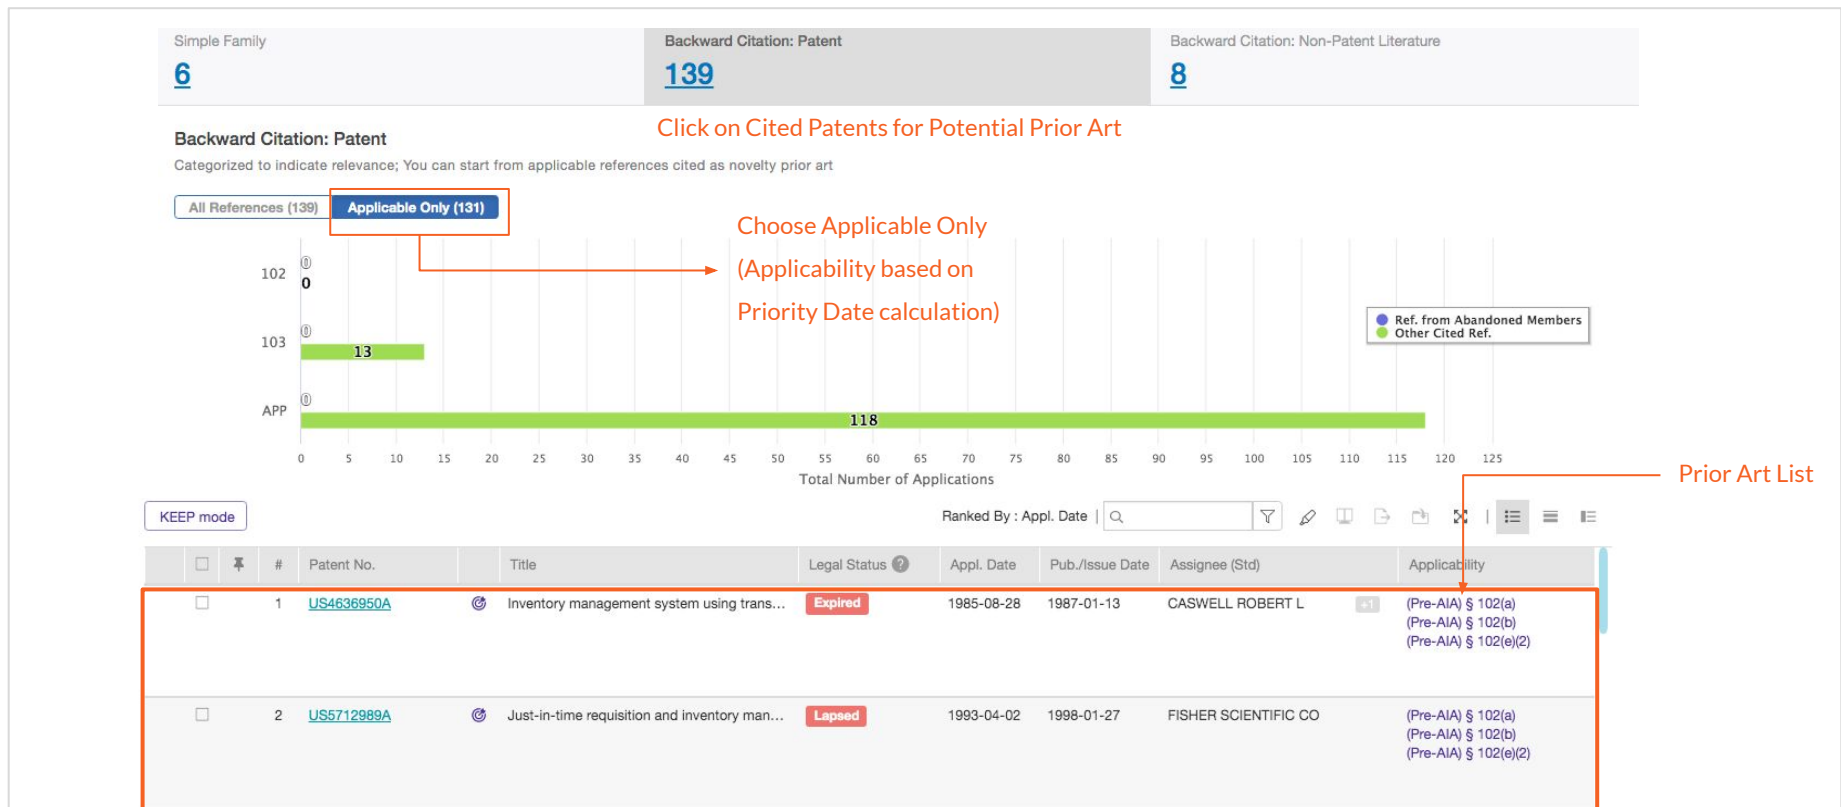 Simple Family
6
Backward Citation: Patent
139
Backward Citation: Non-Patent Literature
8
Click on Cited Patents for Potential Prior Art
Backward Citation: Patent
Categorized to indicate relevance; You can start from applicable references cited as novelty prior art
All References (139)
Applicable Only (131)
Choose Applicable Only
(Applicability based on
Priority Date calculation)
102
0
0
103
0
13
APP
0
118
Ref. from Abandoned Members
Other Cited Ref.
0 5 10 15 20 25 30 35 40 45 50 55 60 65 70 75 80 85 90 95 100 105 110 115 120 125
Total Number of Applications
Prior Art List
KEEP mode
Ranked By : Appl. Date |
# Patent No. Title Legal Status ? Appl. Date Pub./Issue Date Assignee (Std) Applicability
1 US4636950A Inventory management system using trans... Expired 1985-08-28 1987-01-13 CASWELL ROBERT L +1 (Pre-AIA) § 102(a)
(Pre-AIA) § 102(b)
(Pre-AIA) § 102(e)(2)
2 US5712989A Just-in-time requisition and inventory man... Lapsed 1993-04-02 1998-01-27 FISHER SCIENTIFIC CO (Pre-AIA) § 102(a)
(Pre-AIA) § 102(b)
(Pre-AIA) § 102(e)(2)